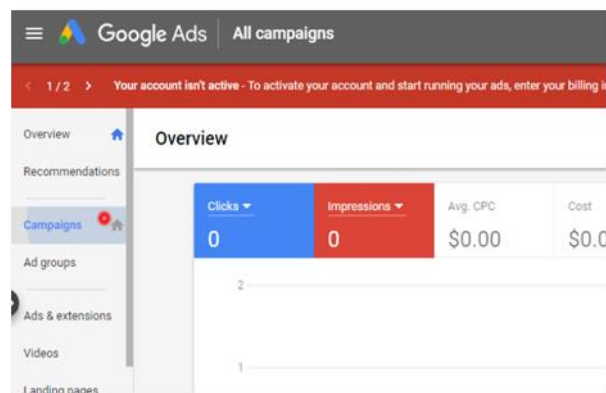 Google Ads All campaigns
1 / 2 Your account isn't active - To activate your account and start running your ads, enter your billing
Overview
Overview
Recommendations
Clicks Impressions Avg. CPC Cost
Campaigns
0 0 $0.00 $0.0
Ad groups
2
Ads & extensions
Videos
1
Landing pages